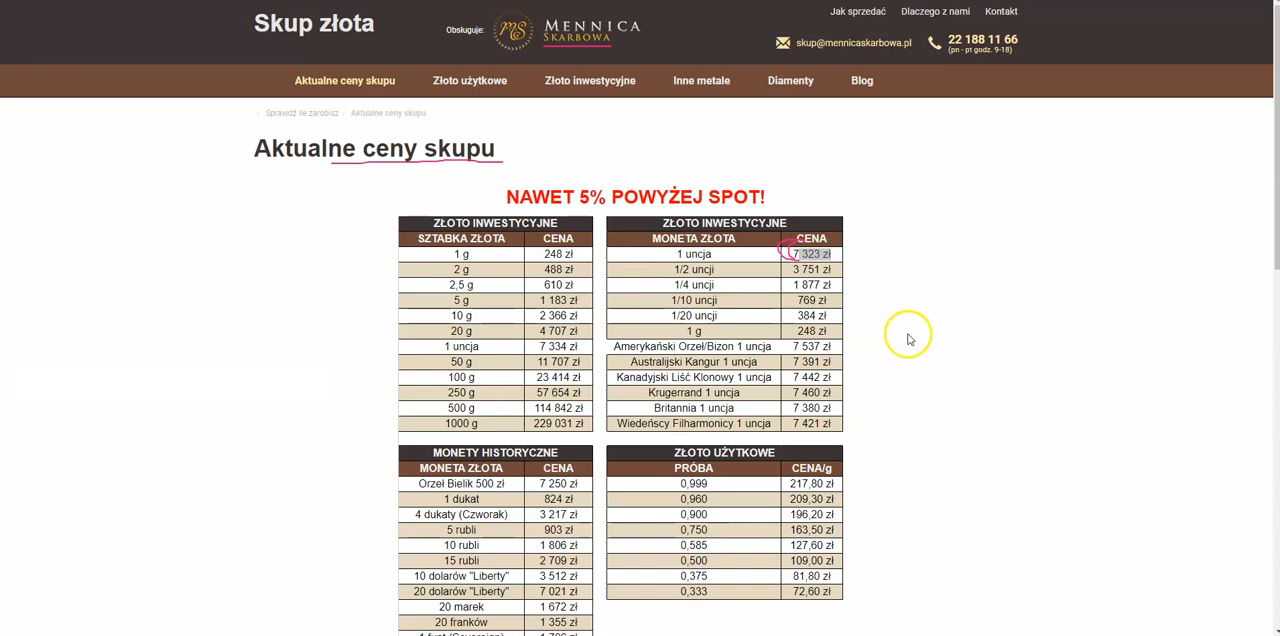 Skup złota
Obsługuje:
MS
MENNICA
SKARBOWA
Jak sprzedać Dlaczego z nami Kontakt
skup@mennicaskarbowa.pl
22 188 11 66
(pn - pt godz. 9-18)
Aktualne ceny skupu Złoto użytkowe Złoto inwestycyjne Inne metale Diamenty Blog
/ Sprawdź ile zarobisz / Aktualne ceny skupu
Aktualne ceny skupu
NAWET 5% POWYŻEJ SPOT!
ZŁOTO INWESTYCYJNE
SZTABKA ZŁOTA CENA
1 g 248 zł
2 g 488 zł
2,5 g 610 zł
5 g 1 183 zł
10 g 2 366 zł
20 g 4 707 zł
1 uncja 7 334 zł
50 g 11 707 zł
100 g 23 414 zł
250 g 57 654 zł
500 g 114 842 zł
1000 g 229 031 zł
ZŁOTO INWESTYCYJNE
MONETA ZŁOTA CENA
1 uncja 7 323 zł
1/2 uncji 3 751 zł
1/4 uncji 1 877 zł
1/10 uncji 769 zł
1/20 uncji 384 zł
1 g 248 zł
Amerykański Orzeł/Bizon 1 uncja 7 537 zł
Australijski Kangur 1 uncja 7 391 zł
Kanadyjski Liść Klonowy 1 uncja 7 442 zł
Krugerrand 1 uncja 7 460 zł
Britannia 1 uncja 7 380 zł
Wiedeńscy Filharmonicy 1 uncja 7 421 zł
MONETY HISTORYCZNE
MONETA ZŁOTA CENA
Orzeł Bielik 500 zł 7 250 zł
1 dukat 824 zł
4 dukaty (Czworak) 3 217 zł
5 rubli 903 zł
10 rubli 1 806 zł
15 rubli 2 709 zł
10 dolarów "Liberty" 3 512 zł
20 dolarów "Liberty" 7 021 zł
20 marek 1 672 zł
20 franków 1 355 zł
ZŁOTO UŻYTKOWE
PRÓBA CENA/g
0,999 217,80 zł
0,960 209,30 zł
0,900 196,20 zł
0,750 163,50 zł
0,585 127,60 zł
0,500 109,00 zł
0,375 81,80 zł
0,333 72,60 zł